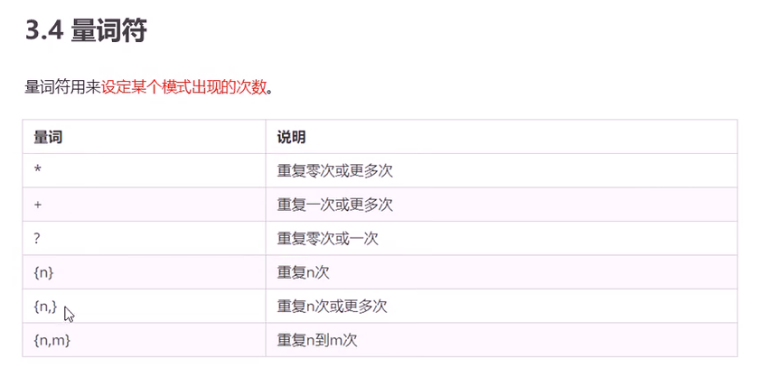 3.4 量词符
量词符用来设定某个模式出现的次数。
量词 说明
* 重复零次或更多次
+ 重复一次或更多次
? 重复零次或一次
{n} 重复n次
{n,} 重复n次或更多次
{n,m} 重复n到m次